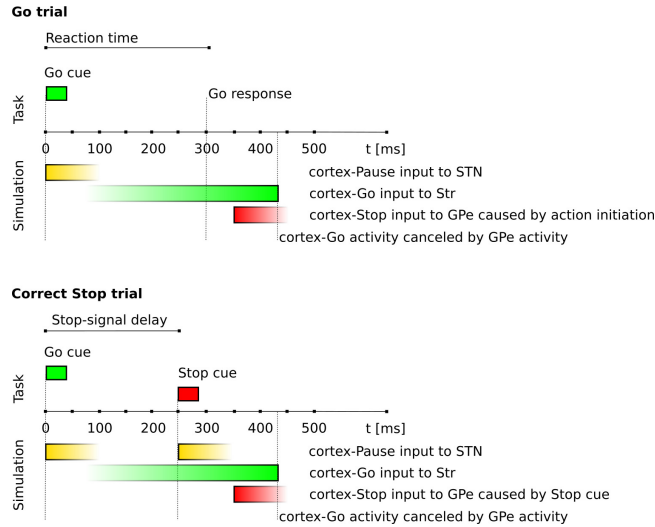 Go trial
Reaction time
Go cue
Go response
Task
0 100 200 300 400 500 t [ms]
Simulation
cortex-Pause input to STN
cortex-Go input to Str
cortex-Stop input to GPe caused by action initiation
cortex-Go activity canceled by GPe activity
Correct Stop trial
Stop-signal delay
Go cue
Stop cue
Task
0 100 200 300 400 500 t [ms]
Simulation
cortex-Pause input to STN
cortex-Go input to Str
cortex-Stop input to GPe caused by Stop cue
cortex-Go activity canceled by GPe activity